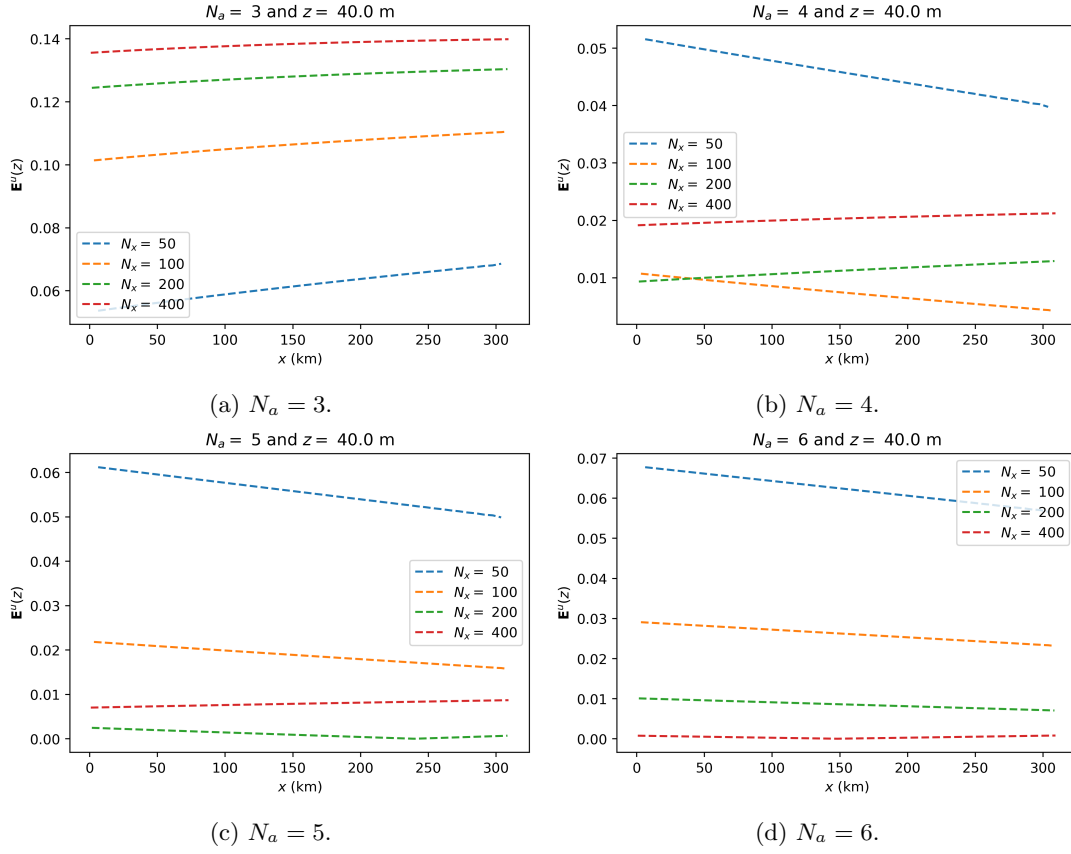 N_a = 3 and z = 40.0 m
0.14
0.12
0.10
0.08
0.06
E^u(z)
N_x = 50
N_x = 100
N_x = 200
N_x = 400
0 50 100 150 200 250 300
x (km)
(a) N_a = 3.
N_a = 4 and z = 40.0 m
0.05
0.04
0.03
0.02
0.01
E^u(z)
N_x = 50
N_x = 100
N_x = 200
N_x = 400
0 50 100 150 200 250 300
x (km)
(b) N_a = 4.
N_a = 5 and z = 40.0 m
0.06
0.05
0.04
0.03
0.02
0.01
0.00
E^u(z)
N_x = 50
N_x = 100
N_x = 200
N_x = 400
0 50 100 150 200 250 300
x (km)
(c) N_a = 5.
N_a = 6 and z = 40.0 m
0.07
0.06
0.05
0.04
0.03
0.02
0.01
0.00
E^u(z)
N_x = 50
N_x = 100
N_x = 200
N_x = 400
0 50 100 150 200 250 300
x (km)
(d) N_a = 6.